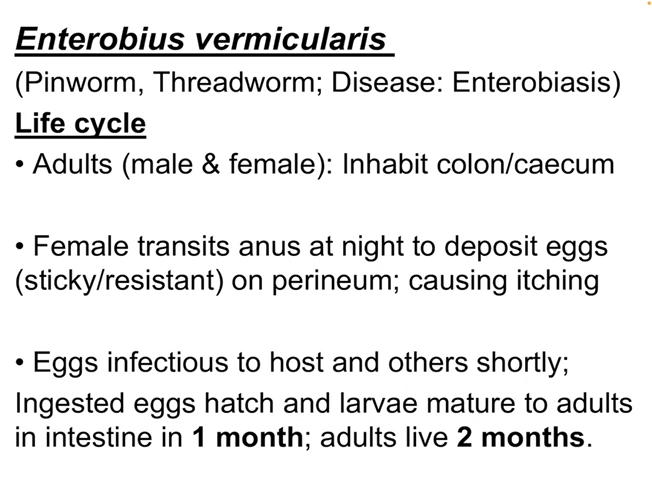 Enterobius vermicularis
(Pinworm, Threadworm; Disease: Enterobiasis)
Life cycle
• Adults (male & female): Inhabit colon/caecum
• Female transits anus at night to deposit eggs
(sticky/resistant) on perineum; causing itching
• Eggs infectious to host and others shortly;
Ingested eggs hatch and larvae mature to adults
in intestine in 1 month; adults live 2 months.